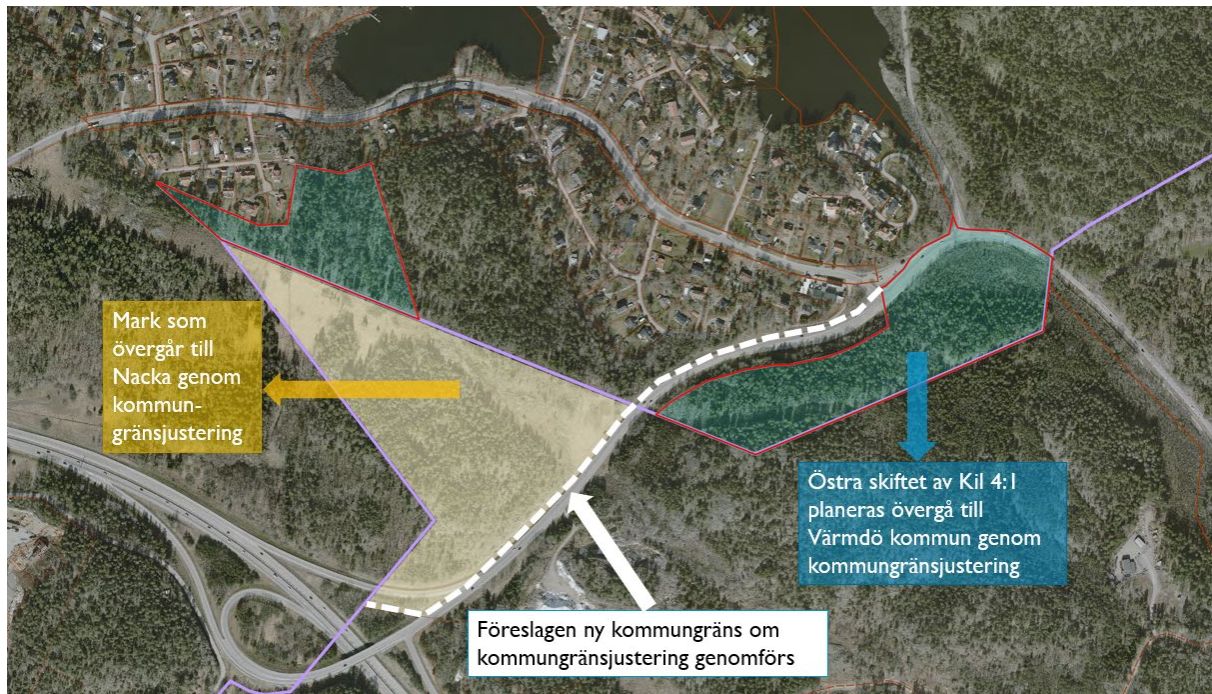 Mark som
övergår till
Nacka genom
kommun-
gränsjustering
Östra skiftet av Kil 4:1
planeras övergå till
Värmdö kommun genom
kommungränsjustering
Föreslagen ny kommungräns om
kommungränsjustering genomförs